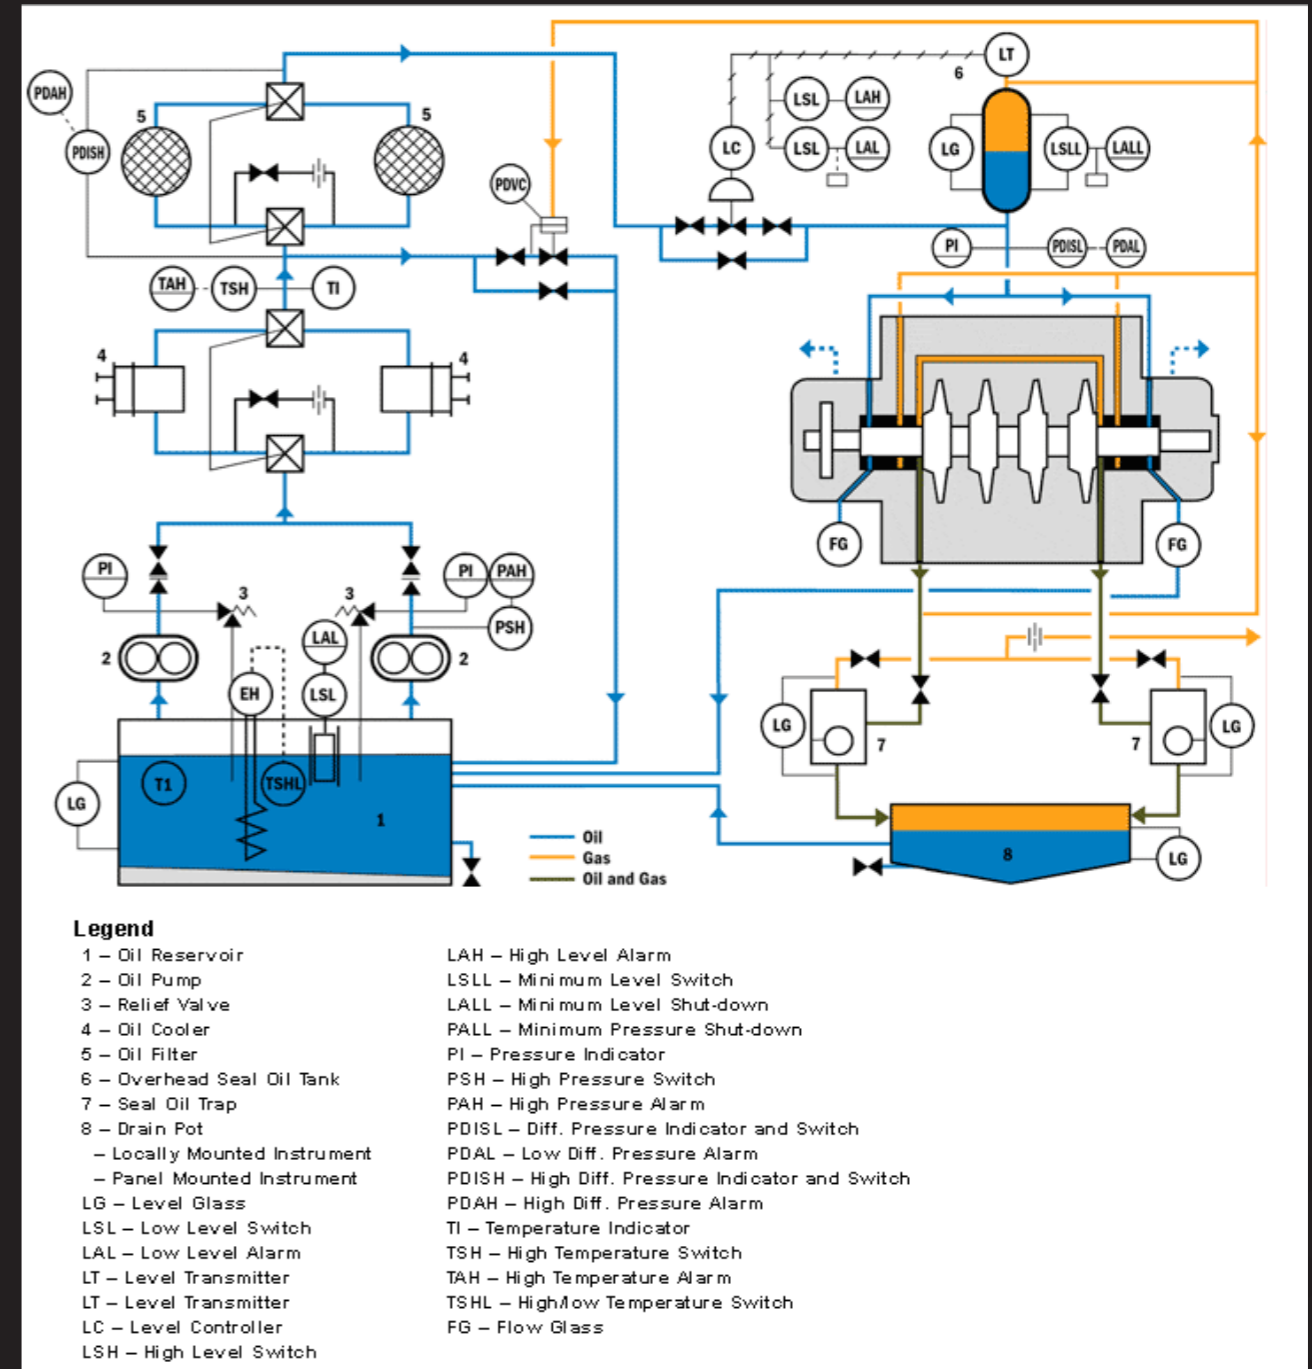 LT
6
PDAH
5
5
LSL
LAH
PDISH
LC
LSL
LAL
LG
LSLL
LALL
PDVC
PI
PDISL
PDAL
TAH
TSH
TI
4
4
FG
FG
PI
3
3
PI
PAH
LAL
PSH
2
2
EH
LSL
LG
7
7
LG
T1
TSHL
LG
1
Oil
Gas
Oil and Gas
8
LG
Legend
1 – Oil Reservoir
2 – Oil Pump
3 – Relief Valve
4 – Oil Cooler
5 – Oil Filter
6 – Overhead Seal Oil Tank
7 – Seal Oil Trap
8 – Drain Pot
– Locally Mounted Instrument
– Panel Mounted Instrument
LG – Level Glass
LSL – Low Level Switch
LAL – Low Level Alarm
LT – Level Transmitter
LT – Level Transmitter
LC – Level Controller
LSH – High Level Switch
LAH – High Level Alarm
LSLL – Minimum Level Switch
LALL – Minimum Level Shut-down
PALL – Minimum Pressure Shut-down
PI – Pressure Indicator
PSH – High Pressure Switch
PAH – High Pressure Alarm
PDISL – Diff. Pressure Indicator and Switch
PDAL – Low Diff. Pressure Alarm
PDISH – High Diff. Pressure Indicator and Switch
PDAH – High Diff. Pressure Alarm
TI – Temperature Indicator
TSH – High Temperature Switch
TAH – High Temperature Alarm
TSHL – High/low Temperature Switch
FG – Flow Glass